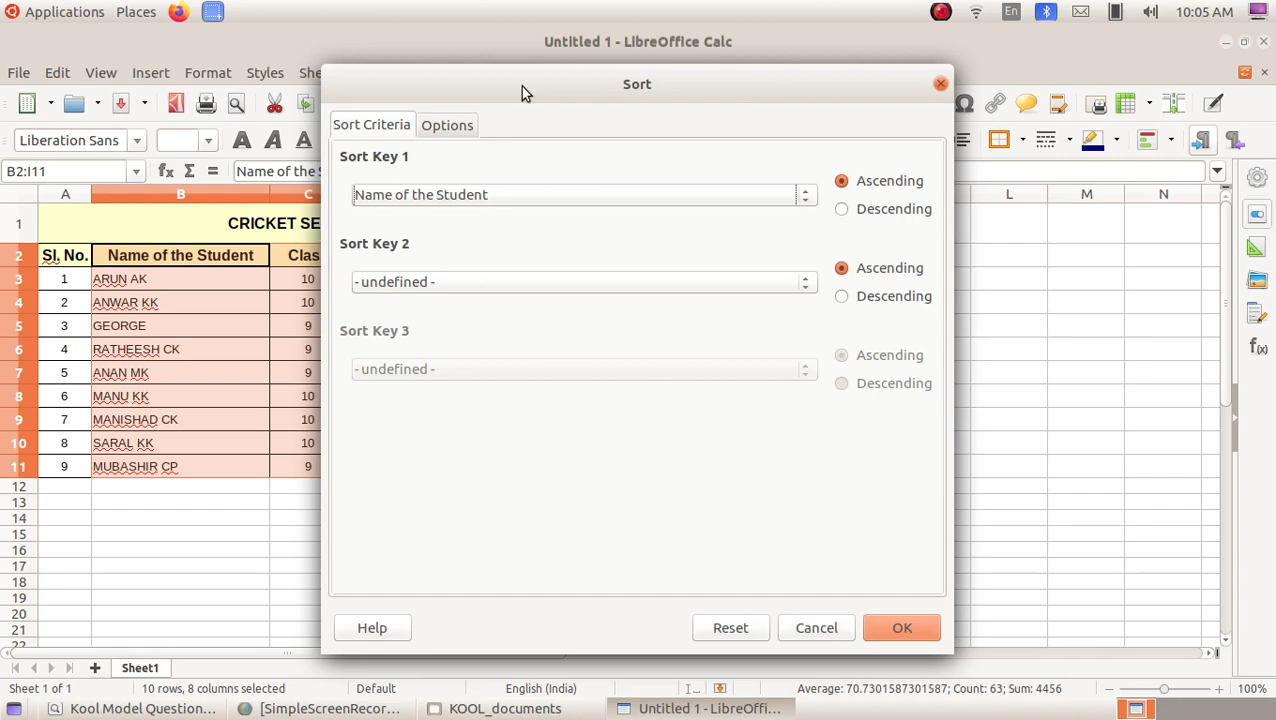 Applications Places En 10:05 AM
Untitled 1 - LibreOffice Calc
File Edit View Insert Format Styles She
Sort
Liberation Sans
Sort Criteria Options
B2:I11 Name of the S
Sort Key 1
Name of the Student
Ascending
Descending
Sort Key 2
- undefined -
Ascending
Descending
Sort Key 3
- undefined -
Ascending
Descending
Help Reset Cancel OK
A B C L M N
1 CRICKET SE
2 Sl. No. Name of the Student Clas
3 1 ARUN AK 10
4 2 ANWAR KK 10
5 3 GEORGE 9
6 4 RATHEESH CK 9
7 5 ANAN MK 9
8 6 MANU KK 10
9 7 MANISHAD CK 10
10 8 SARAL KK 10
11 9 MUBASHIR CP 9
12
13
14
15
16
17
18
19
20
21
22
Sheet1
Sheet 1 of 1 10 rows, 8 columns selected Default English (India) Average: 70.7301587301587; Count: 63; Sum: 4456 100%
Kool Model Question... [SimpleScreenRecor... KOOL_documents Untitled 1 - LibreOffi...